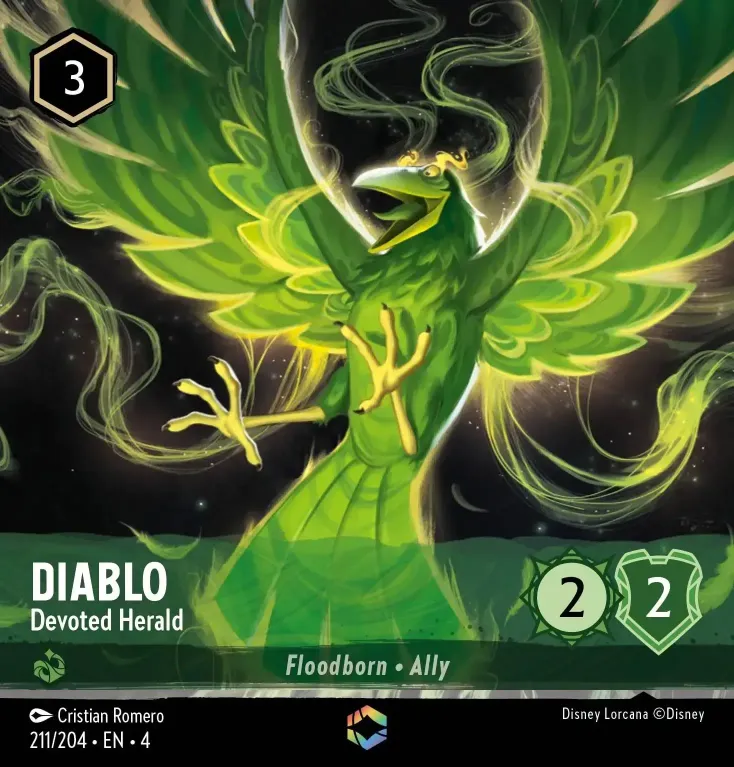 3
DIABLO
Devoted Herald
2
2
Floodborn • Ally
Cristian Romero
Disney Lorcana ©Disney
211/204 • EN • 4